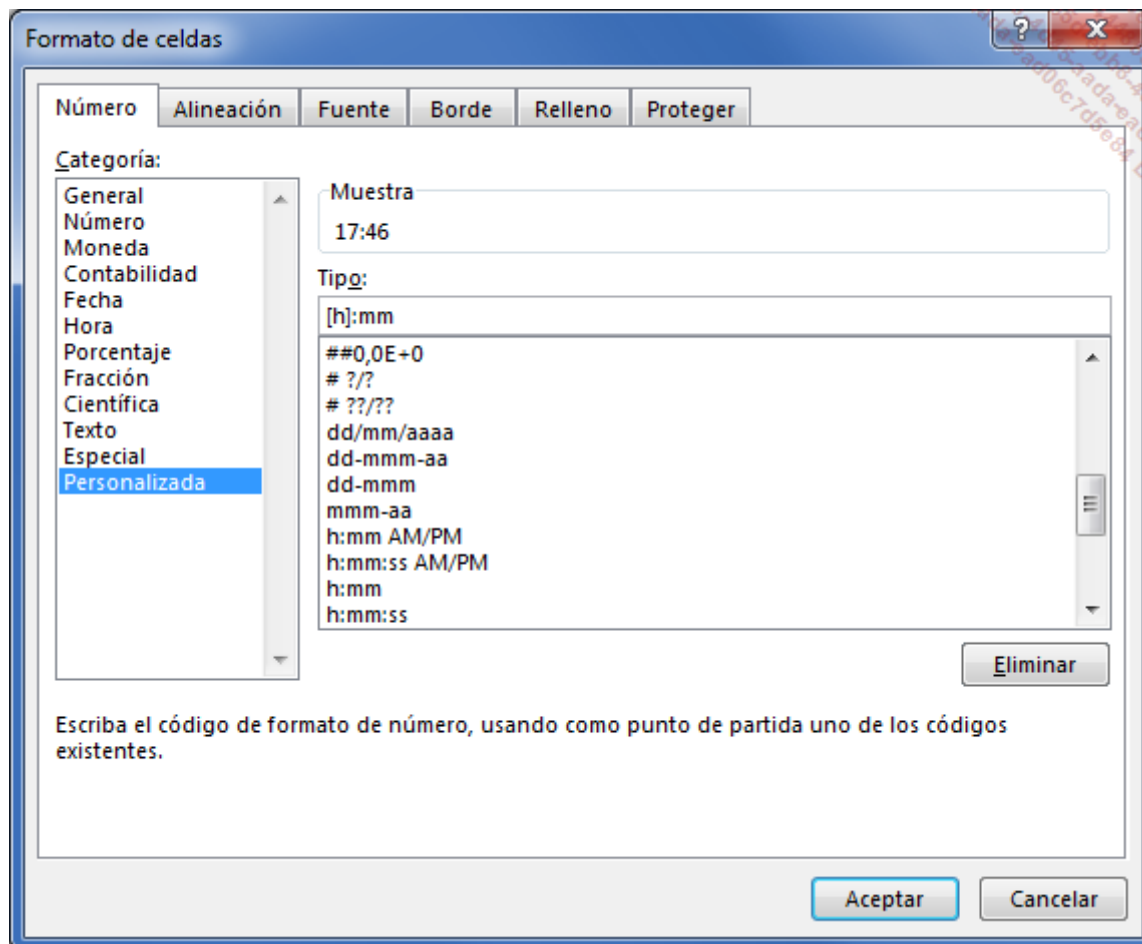 Formato de celdas
?
X
Número Alineación Fuente Borde Relleno Proteger
Categoría:
General
Número
Moneda
Contabilidad
Fecha
Hora
Porcentaje
Fracción
Científica
Texto
Especial
Personalizada
Muestra
17:46
Tipo:
[h]:mm
##0,0E+0
# ?/?
# ??/??
dd/mm/aaaa
dd-mmm-aa
dd-mmm
mmm-aa
h:mm AM/PM
h:mm:ss AM/PM
h:mm
h:mm:ss
Eliminar
Escriba el código de formato de número, usando como punto de partida uno de los códigos
existentes.
Aceptar
Cancelar